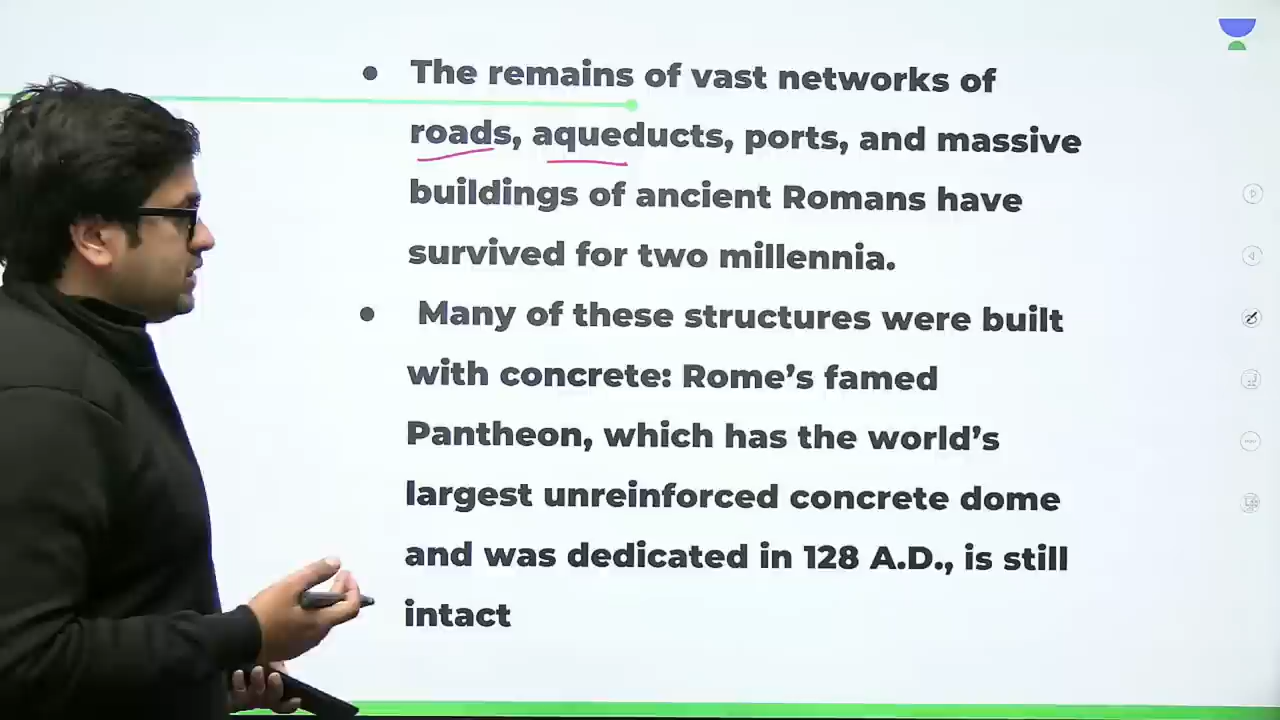 The remains of vast networks of
roads, aqueducts, ports, and massive
buildings of ancient Romans have
survived for two millennia.
Many of these structures were built
with concrete: Rome's famed
Pantheon, which has the world's
largest unreinforced concrete dome
and was dedicated in 128 A.D., is still
intact